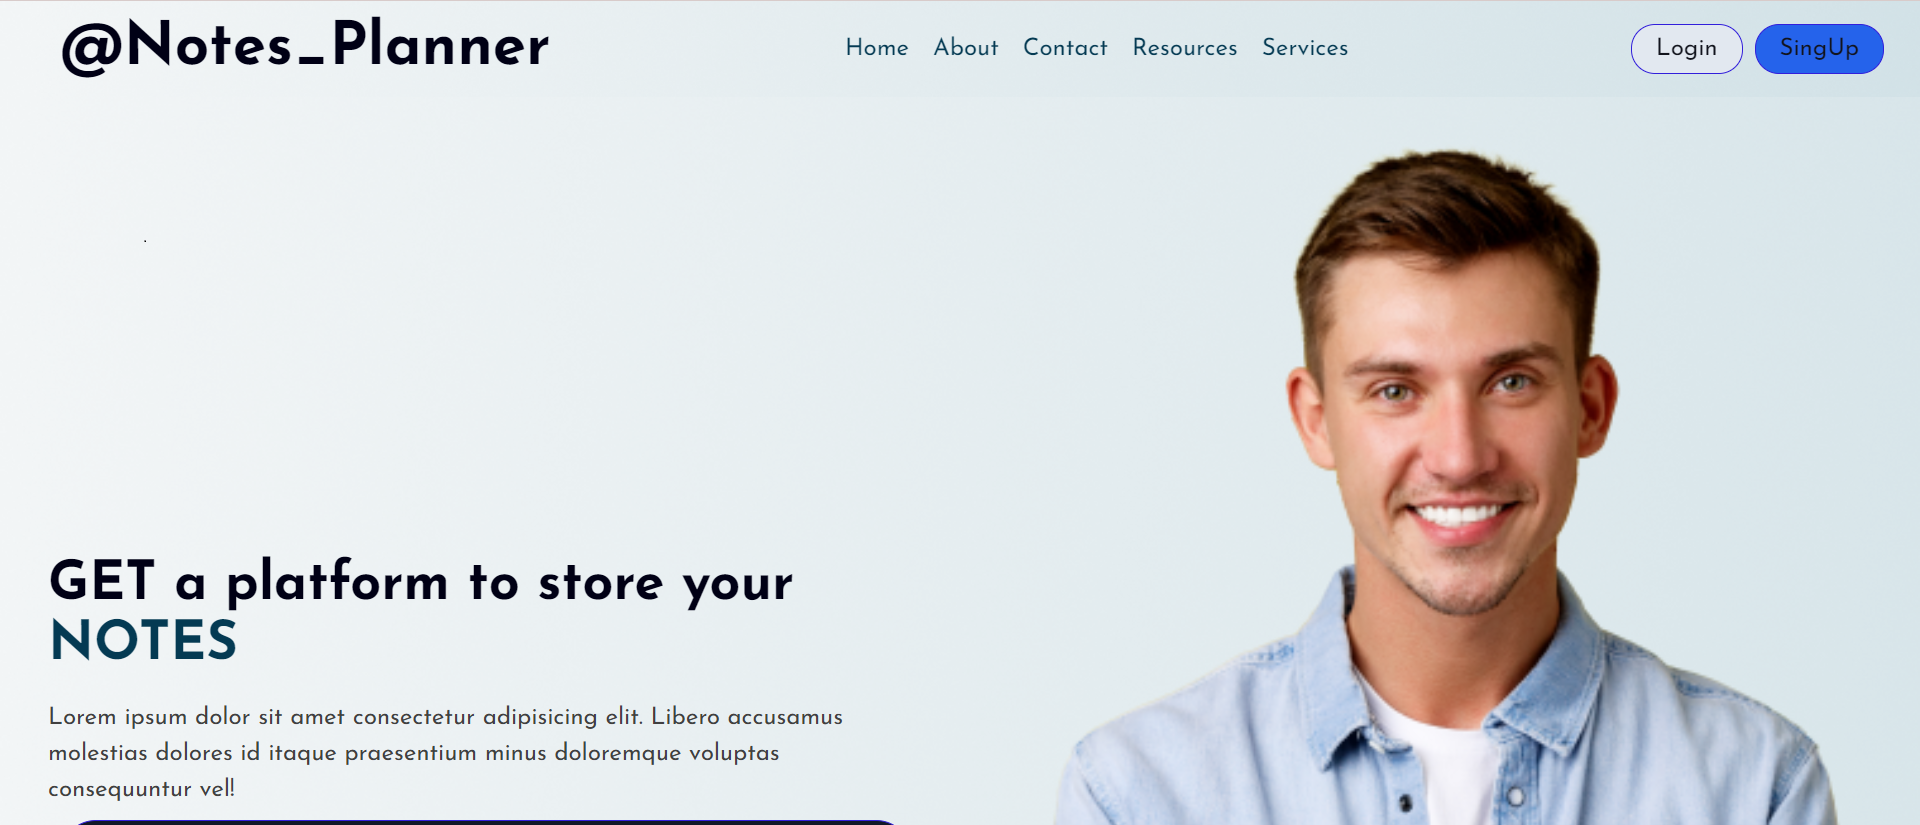 @Notes_Planner
Home About Contact Resources Services
Login SingUp
GET a platform to store your
NOTES
Lorem ipsum dolor sit amet consectetur adipisicing elit. Libero accusamus
molestias dolores id itaque praesentium minus doloremque voluptas
consequuntur vel!